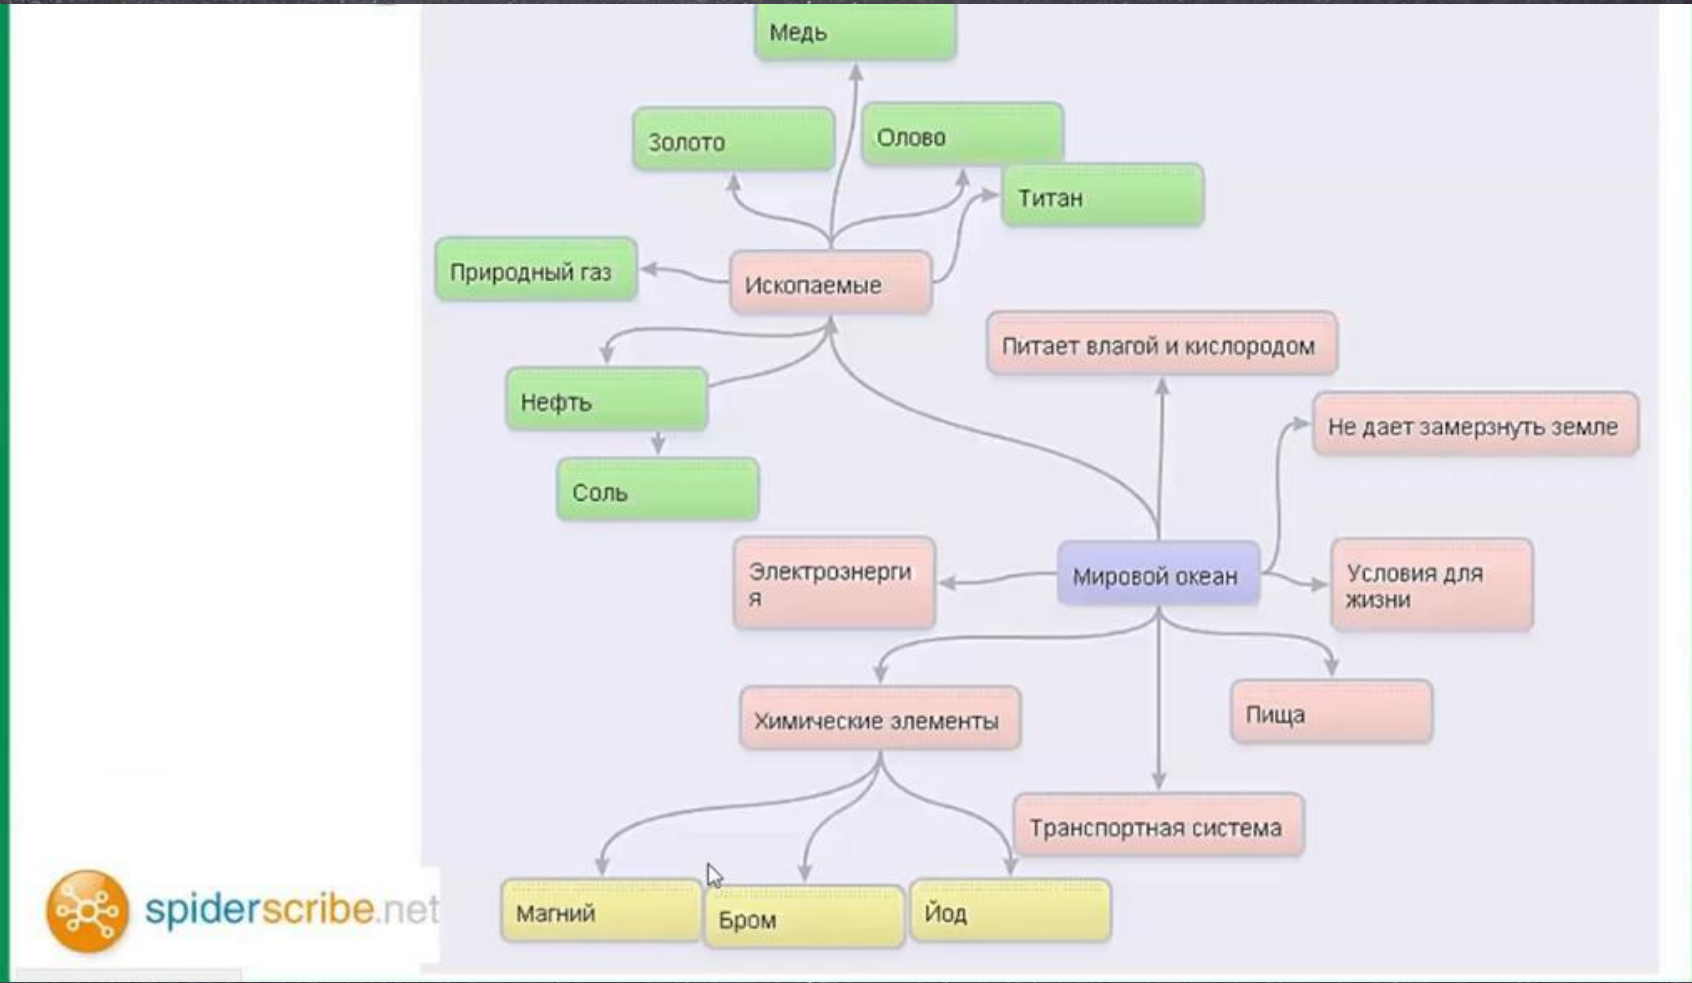 Медь
Золото
Олово
Титан
Природный газ
Ископаемые
Питает влагой и кислородом
Нефть
Не дает замерзнуть земле
Соль
Электроэнерги
я
Мировой океан
Условия для
жизни
Химические элементы
Пища
Транспортная система
Магний
Бром
Йод
spiderscribe.net